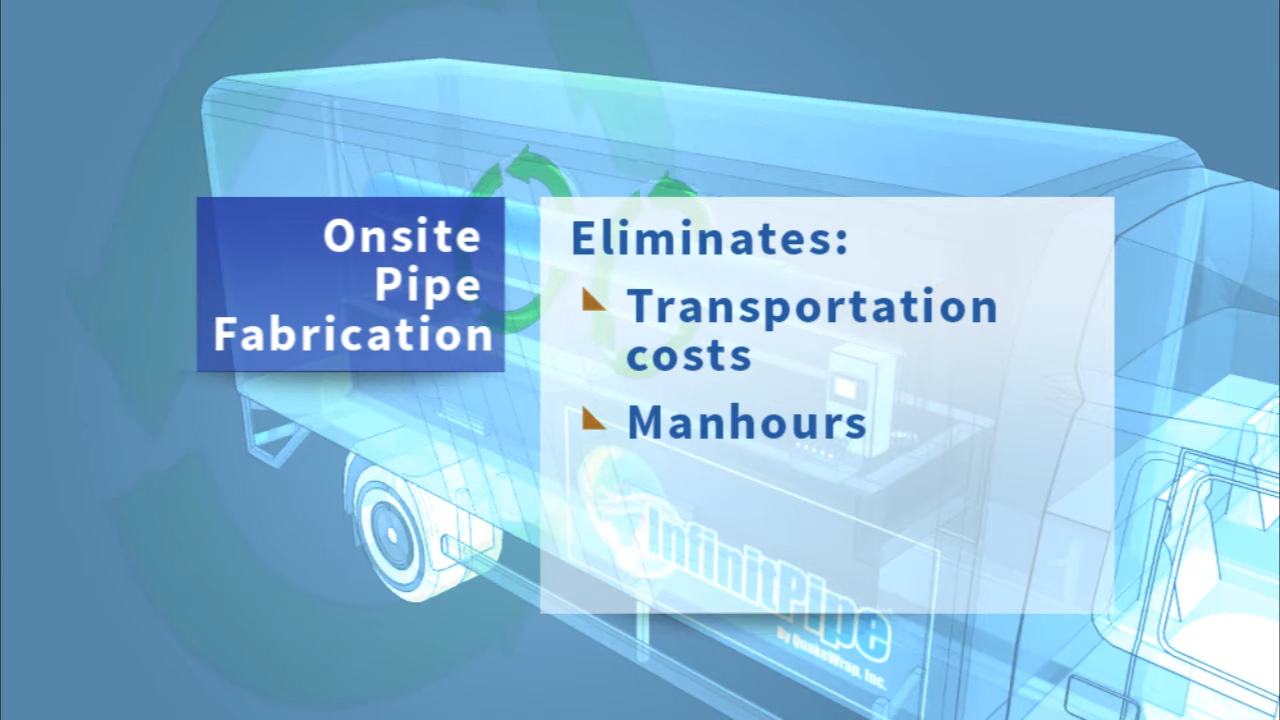 Onsite
Pipe
Fabrication
Eliminates:
Transportation
costs
Manhours
InfinitPipe
By QuakeWrap, Inc.